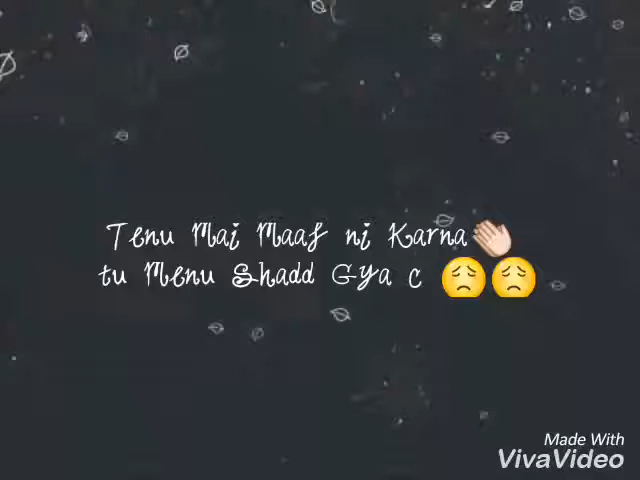 Tenu Mai Maaf ni Karna👋
tu Menu Shadd Gya c 😟😟
Made With
VivaVideo